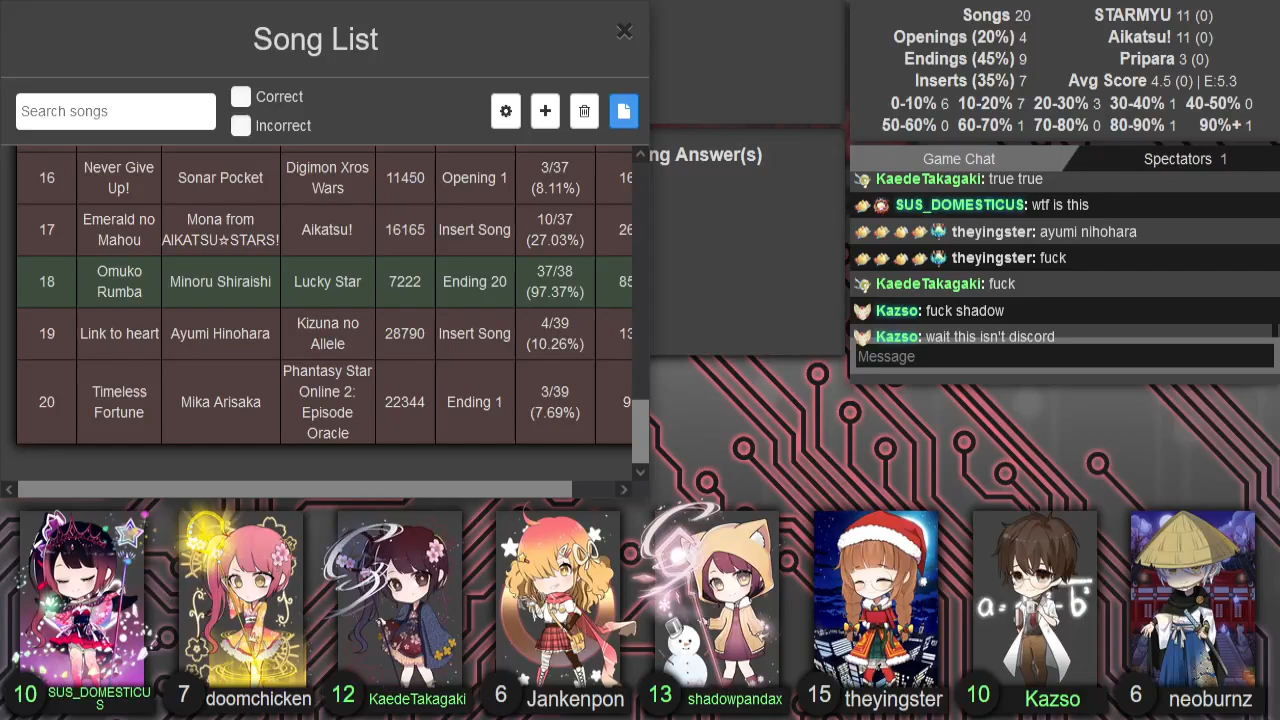 Song List
Search songs
Correct
Incorrect
16 Never Give Up! Sonar Pocket Digimon Xros Wars 11450 Opening 1 3/37 (8.11%) 16
17 Emerald no Mahou Mona from AIKATSU☆STARS! Aikatsu! 16165 Insert Song 10/37 (27.03%) 26
18 Omuko Rumba Minoru Shiraishi Lucky Star 7222 Ending 20 37/38 (97.37%) 85
19 Link to heart Ayumi Hinohara Kizuna no Allele 28790 Insert Song 4/39 (10.26%) 13
20 Timeless Fortune Mika Arisaka Phantasy Star Online 2: Episode Oracle 22344 Ending 1 3/39 (7.69%) 9
ng Answer(s)
Songs 20 STARMYU 11 (0)
Openings (20%) 4 Aikatsu! 11 (0)
Endings (45%) 9 Pripara 3 (0)
Inserts (35%) 7 Avg Score 4.5 (0) | E:5.3
0-10% 6 10-20% 7 20-30% 3 30-40% 1 40-50% 0
50-60% 0 60-70% 1 70-80% 0 80-90% 1 90%+ 1
Game Chat Spectators 1
KaedeTakagaki: true true
SUS_DOMESTICUS: wtf is this
theyingster: ayumi nihohara
theyingster: fuck
KaedeTakagaki: fuck
Kazso: fuck shadow
Kazso: wait this isn't discord
Message
a= -b
10 SUS_DOMESTICUS
7 doomchicken
12 KaedeTakagaki
6 Jankenpon
13 shadowpandax
15 theyingster
10 Kazso
6 neoburnz